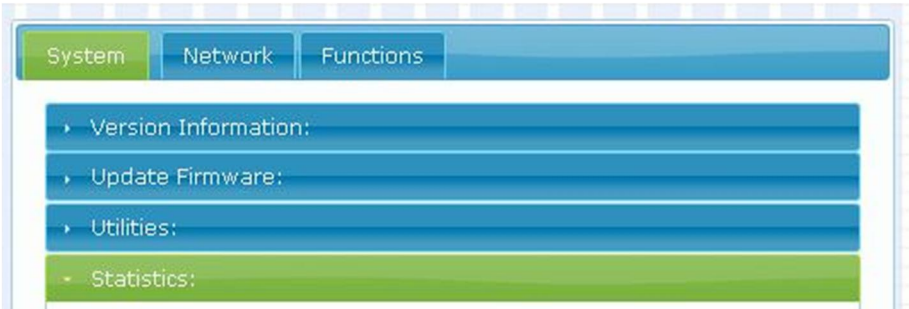 System Network Functions
Version Information:
Update Firmware:
Utilities:
Statistics: